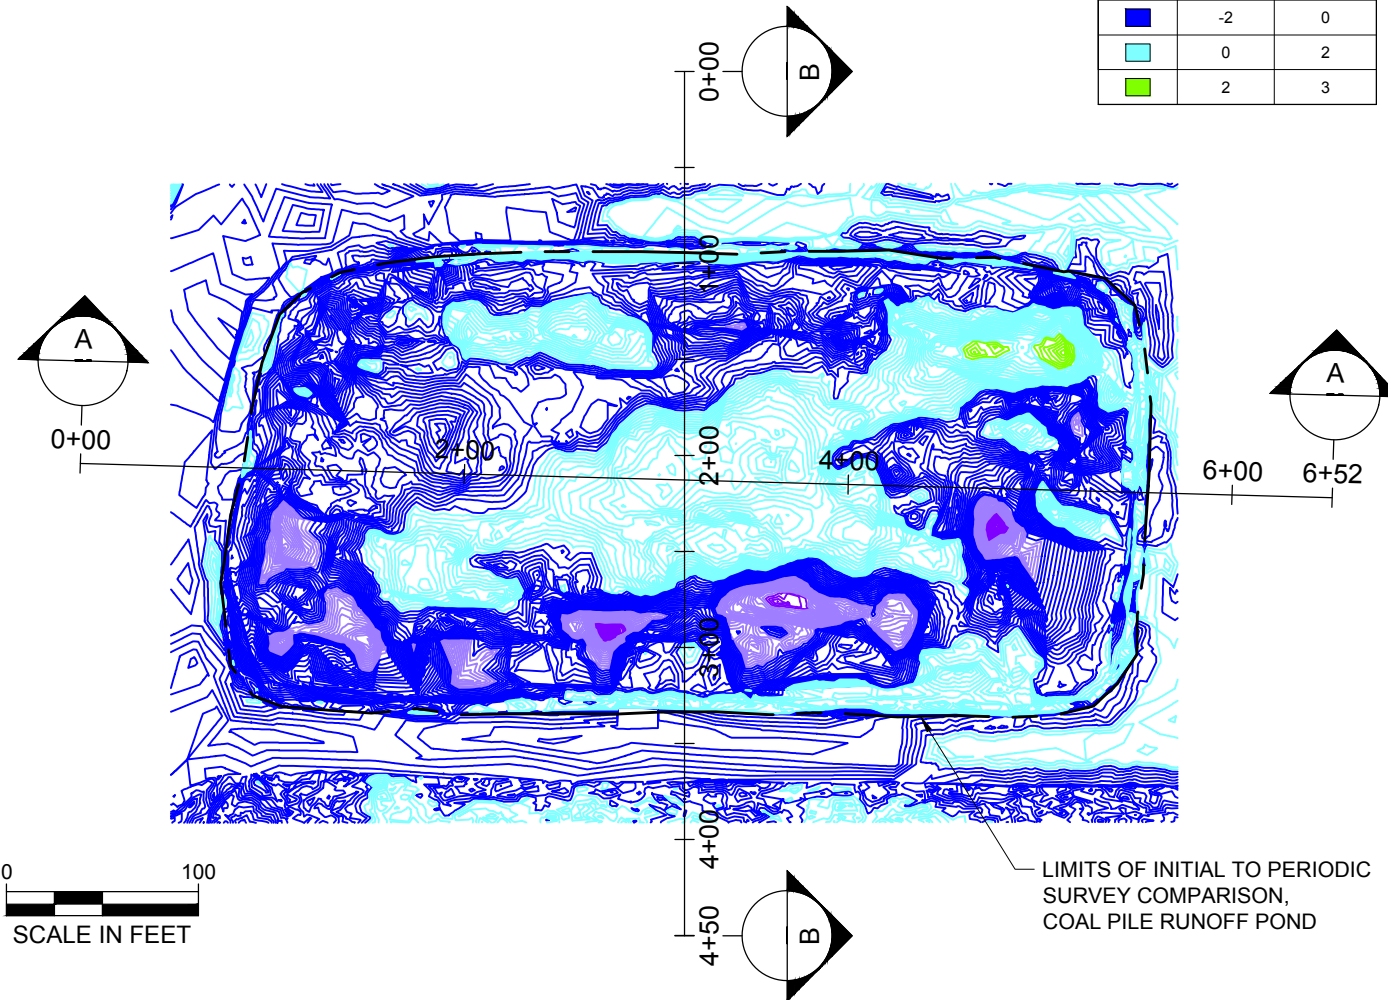 -2 0
0 2
2 3
B
0+00
1+00
A
A
0+00
2+00
2+00
4+00
6+00
6+52
3+00
4+00
0 100
SCALE IN FEET
LIMITS OF INITIAL TO PERIODIC
SURVEY COMPARISON,
COAL PILE RUNOFF POND
4+50
B